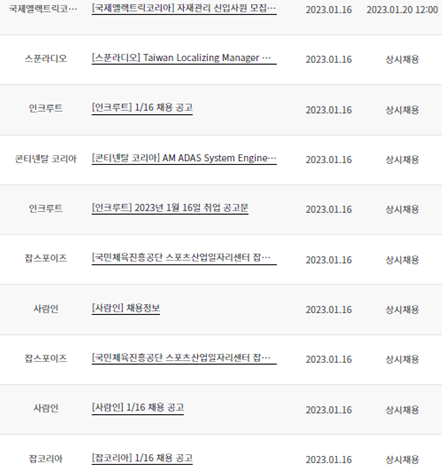 국제엘렉트릭코… [국제엘렉트릭코리아] 자재관리 신입사원 모집… 2023.01.16 2023.01.20 12:00
스푼라디오 [스푼라디오] Taiwan Localizing Manager … 2023.01.16 상시채용
인크루트 [인크루트] 1/16 채용 공고 2023.01.16 상시채용
콘티넨탈 코리아 [콘티넨탈 코리아] AM ADAS System Engine… 2023.01.16 상시채용
인크루트 [인크루트] 2023년 1월 16일 취업 공고문 2023.01.16 상시채용
잡스포이즈 [국민체육진흥공단 스포츠산업일자리센터 잡… 2023.01.16 상시채용
사람인 [사람인] 채용정보 2023.01.16 상시채용
잡스포이즈 [국민체육진흥공단 스포츠산업일자리센터 잡… 2023.01.16 상시채용
사람인 [사람인] 1/16 채용 공고 2023.01.16 상시채용
잡코리아 [잡코리아] 1/16 채용 공고 2023.01.16 상시채용